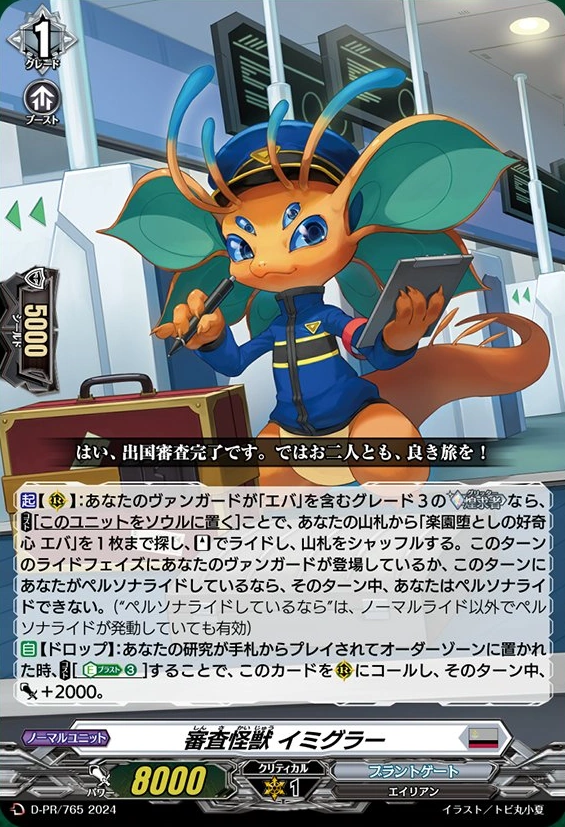 1
グレード
ブースト
5000
シールド
はい、出国審査完了です。ではお二人とも、良き旅を！
起【】：あなたのヴァンガードが「エバ」を含むグレード３の探求者なら、
コスト[このユニットをソウルに置く]ことで、あなたの山札から「楽園堕としの好奇
心 エバ」を１枚まで探し、でライドし、山札をシャッフルする。このターン
のライドフェイズにあなたのヴァンガードが登場しているか、このターンに
あなたがペルソナライドしているなら、そのターン中、あなたはペルソナライ
ドできない。（“ペルソナライドしているなら”は、ノーマルライド以外でペル
ソナライドが発動していても有効）
自【ドロップ】：あなたの研究が手札からプレイされてオーダーゾーンに置かれ
た時、コスト[Eブラスト3]することで、このカードをにコールし、そのターン中、
+2000。
ノーマルユニット
しん さ かいじゅう
審査怪獣 イミグラー
パワー
8000
クリティカル
1
ブラントゲート
エイリアン
D-PR/765 2024
イラスト／トビ丸小夏